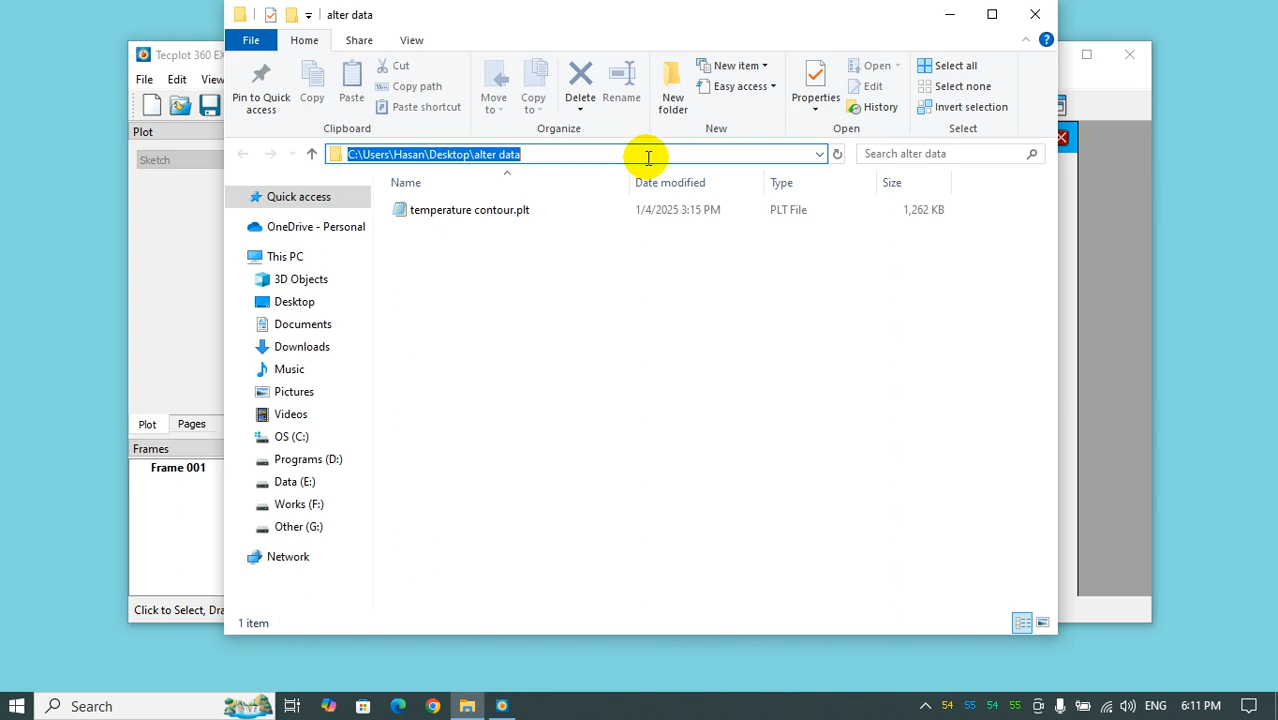 alter data
Tecplot 360 EX
File
Home
Share
View
File
Edit
View
Pin to Quick access
Copy
Paste
Cut
Copy path
Paste shortcut
Move to
Copy to
Delete
Rename
New folder
New item
Easy access
Properties
Open
Edit
History
Select all
Select none
Invert selection
Clipboard
Organize
New
Open
Select
Plot
Sketch
C:\Users\Hasan\Desktop\alter data
Search alter data
Name
Date modified
Type
Size
temperature contour.plt
1/4/2025 3:15 PM
PLT File
1,262 KB
Quick access
OneDrive - Personal
This PC
3D Objects
Desktop
Documents
Downloads
Music
Pictures
Videos
OS (C:)
Programs (D:)
Data (E:)
Works (F:)
Other (G:)
Network
Plot
Pages
Frames
Frame 001
Click to Select, Dra
1 item
Search
54
55
54
55
ENG
6:11 PM